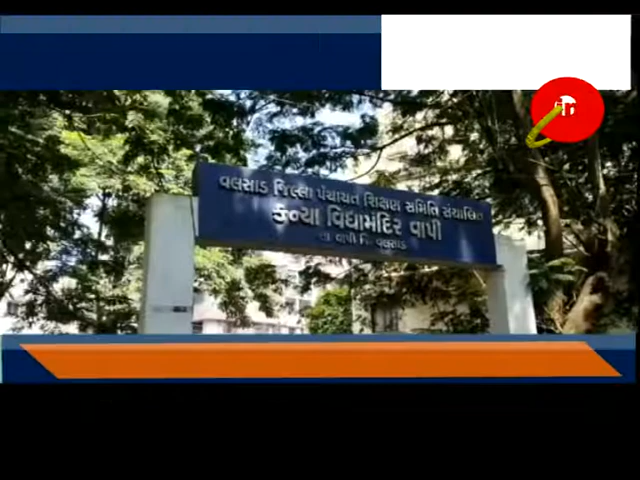 વલસાડ જિલ્લા પંચાયત શિક્ષણ સમિતિ સંચાલિત
કન્યા વિદ્યામંદિર વાપી
તા. વાપી જિ. વલસાડ